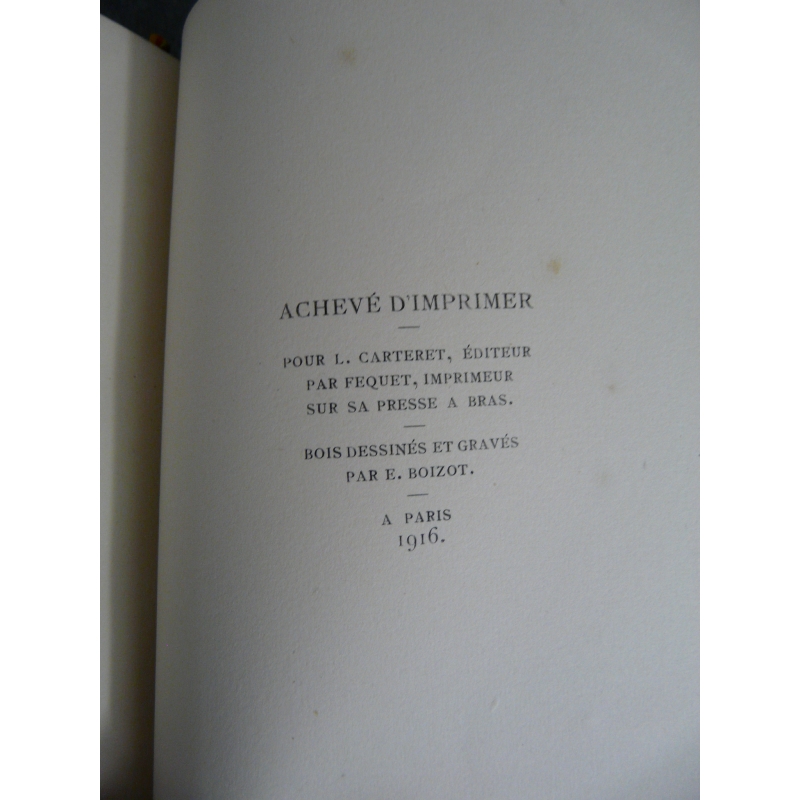 ACHEVÉ D'IMPRIMER
POUR L. CARTERET, ÉDITEUR
PAR FEQUET, IMPRIMEUR
SUR SA PRESSE A BRAS.
BOIS DESSINÉS ET GRAVÉS
PAR E. BOIZOT.
A PARIS
1916.